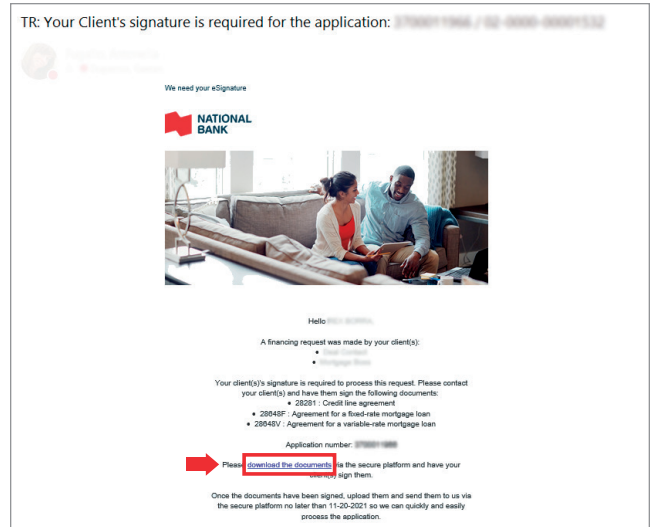 TR: Your Client's signature is required for the application:
We need your eSignature
NATIONAL
BANK
Hello
A financing request was made by your client(s):
Your client(s)'s signature is required to process this request. Please contact
your client(s) and have them sign the following documents:
• 28281 : Credit line agreement
• 28648F : Agreement for a fixed-rate mortgage loan
• 28648V : Agreement for a variable-rate mortgage loan
Application number:
Please download the documents via the secure platform and have your
client(s) sign them.
Once the documents have been signed, upload them and send them to us via
the secure platform no later than 11-20-2021 so we can quickly and easily
process the application.